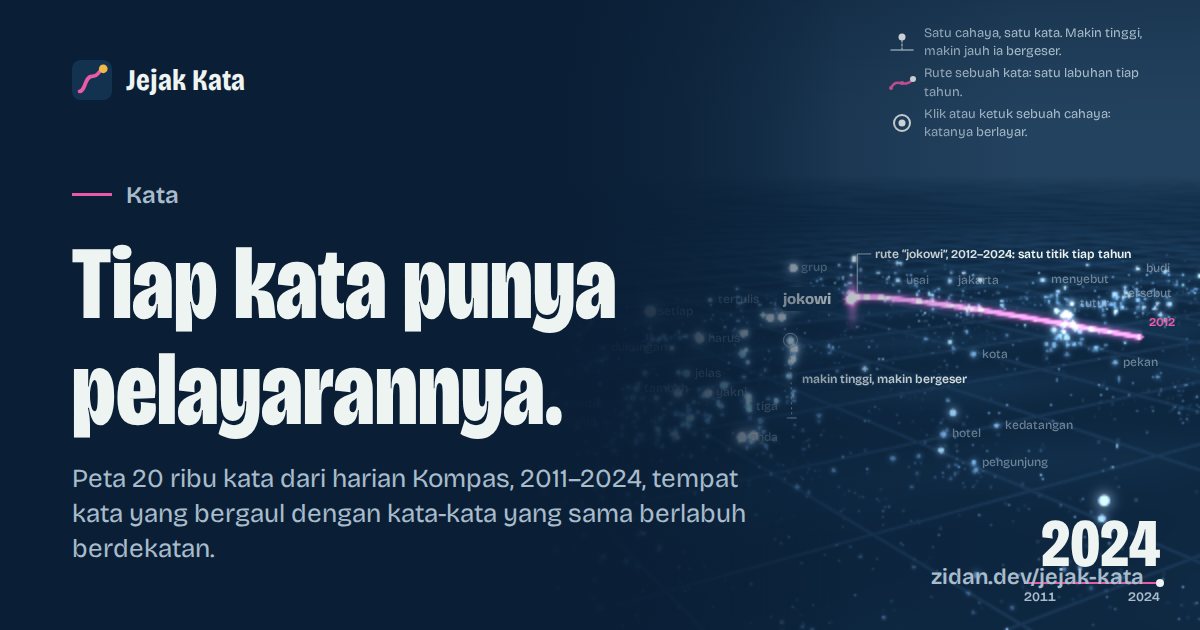 Jejak Kata
Satu cahaya, satu kata. Makin tinggi,
makin jauh ia bergeser.
Rute sebuah kata: satu labuhan tiap
tahun.
Klik atau ketuk sebuah cahaya:
katanya berlayar.
Kata
Tiap kata punya
pelayarannya.
Peta 20 ribu kata dari harian Kompas, 2011–2024, tempat
kata yang bergaul dengan kata-kata yang sama berlabuh
berdekatan.
rute “jokowi”, 2012–2024: satu titik tiap tahun
grup
usai
jakarta
menyebut
budi
tersebut
tertulis
jokowi
tutur
setiap
2012
harus
dukungan
kota
pekan
jelas
makin tinggi, makin bergeser
yakni
tiga
hotel
kedatangan
pengunjung
2024
zidan.dev/jejak-kata
2011
2024